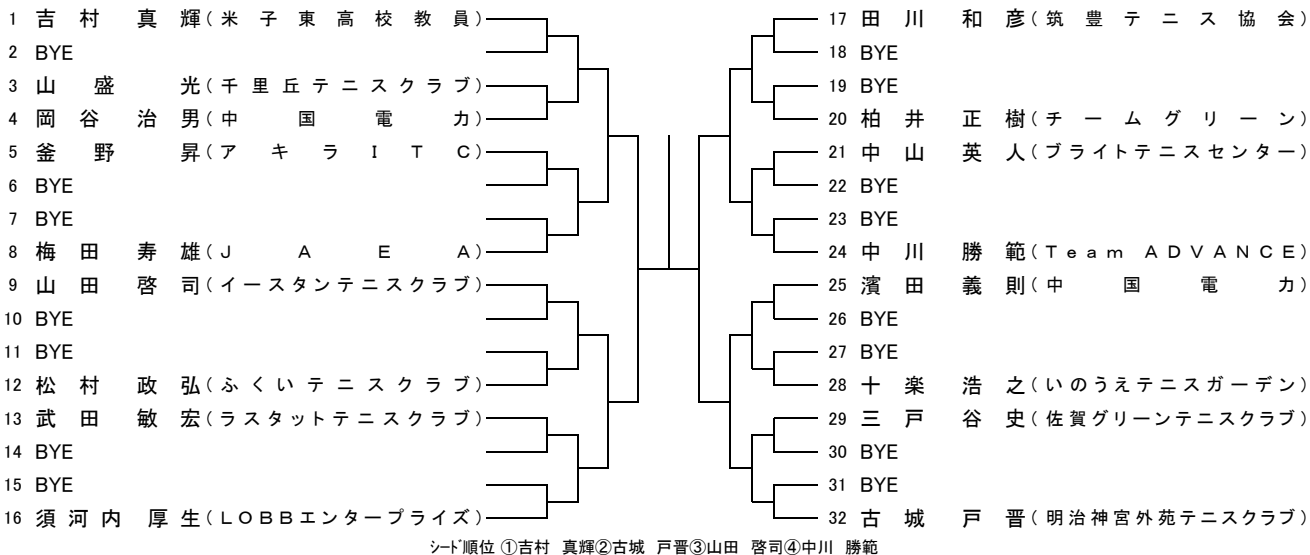 1 吉村 真輝(米子東高校教員)
2 BYE
3 山盛 光(千里丘テニスクラブ)
4 岡谷 治男(中国電力)
5 釜野 昇(アキラITC)
6 BYE
7 BYE
8 梅田 寿雄(JAEA)
9 山田 啓司(イースタンテニスクラブ)
10 BYE
11 BYE
12 松村 政弘(ふくいテニスクラブ)
13 武田 敏宏(ラスタットテニスクラブ)
14 BYE
15 BYE
16 須河内 厚生(LOBBエンタープライズ)
17 田川 和彦(筑豊テニス協会)
18 BYE
19 BYE
20 柏井 正樹(チームグリーン)
21 中山 英人(ブライトテニスセンター)
22 BYE
23 BYE
24 中川 勝範(Team ADVANCE)
25 濱田 義則(中国電力)
26 BYE
27 BYE
28 十楽 浩之(いのうえテニスガーデン)
29 三戸 谷史(佐賀グリーンテニスクラブ)
30 BYE
31 BYE
32 古城 戸晋(明治神宮外苑テニスクラブ)
シード順位 ①吉村 真輝②古城 戸晋③山田 啓司④中川 勝範